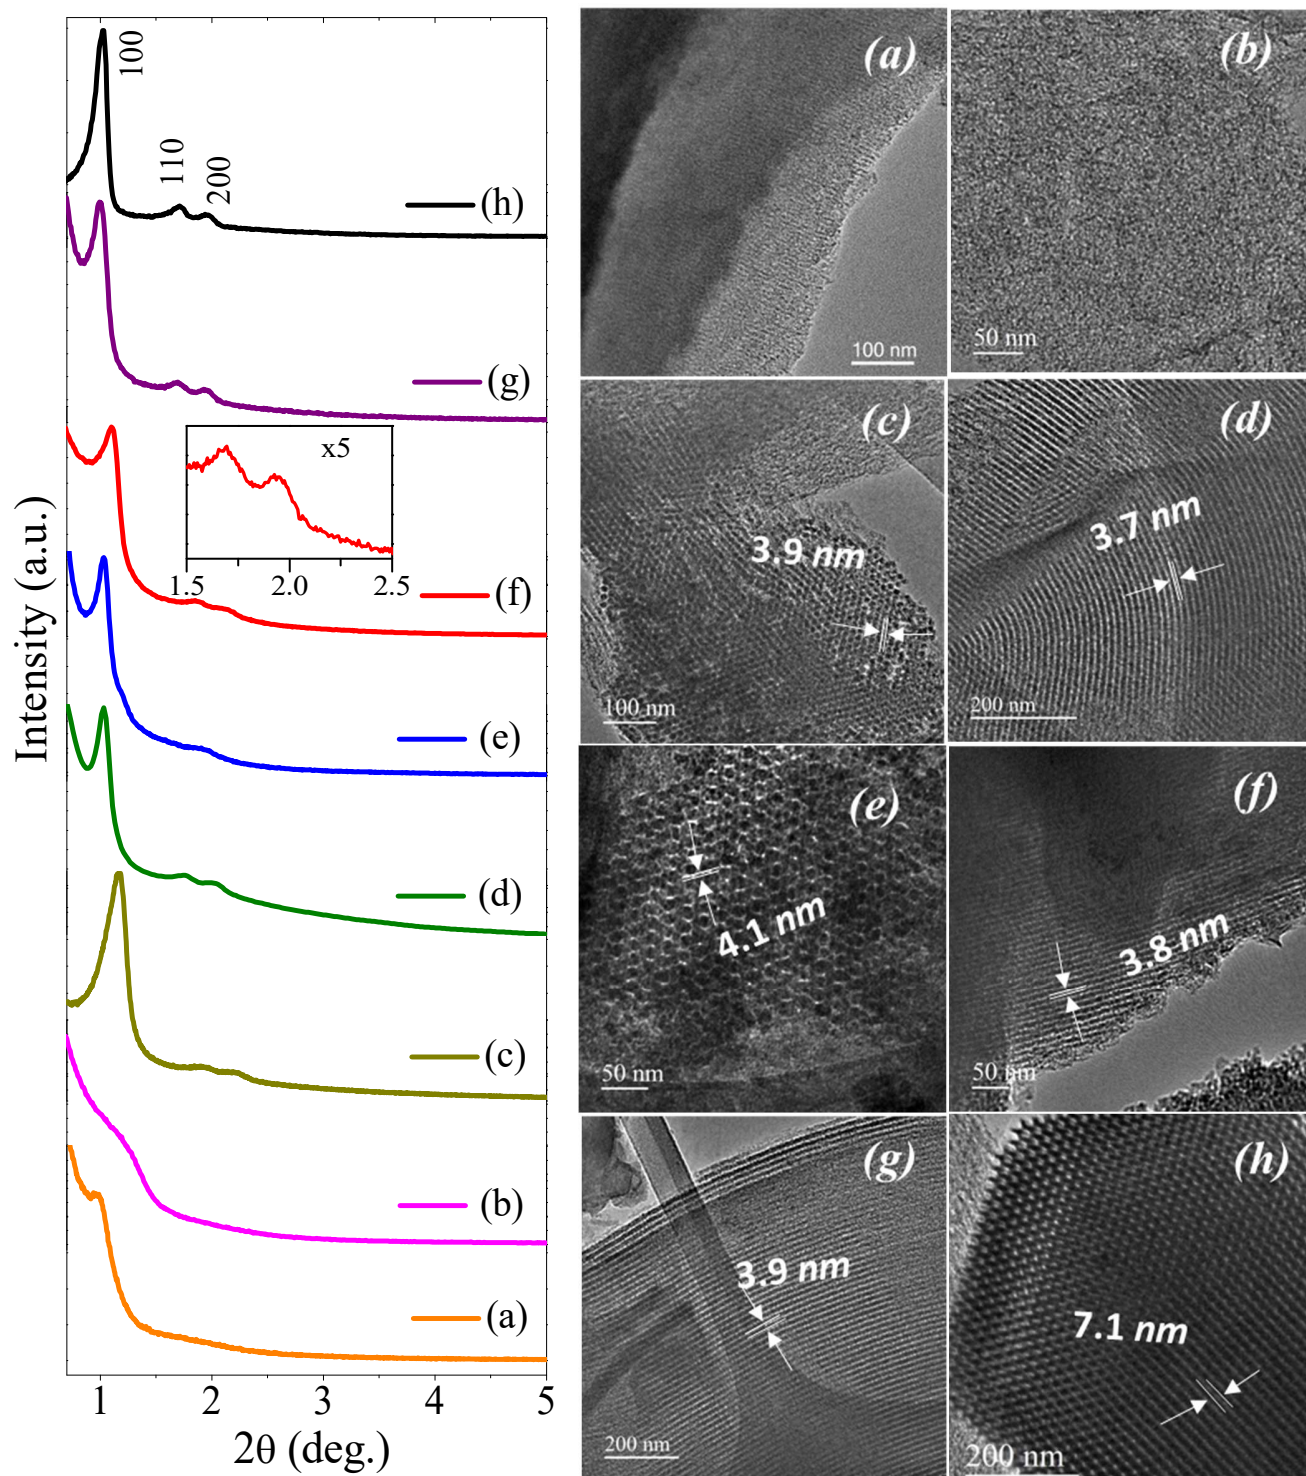 100
110
200
(h)
(g)
x5
1.5 2.0 2.5
(f)
(e)
(d)
(c)
(b)
(a)
Intensity (a.u.)
1 2 3 4 5
2θ (deg.)
(a)
100 nm
(b)
50 nm
(c)
3.9 nm
100 nm
(d)
3.7 nm
200 nm
(e)
4.1 nm
50 nm
(f)
3.8 nm
50 nm
(g)
3.9 nm
200 nm
(h)
7.1 nm
200 nm